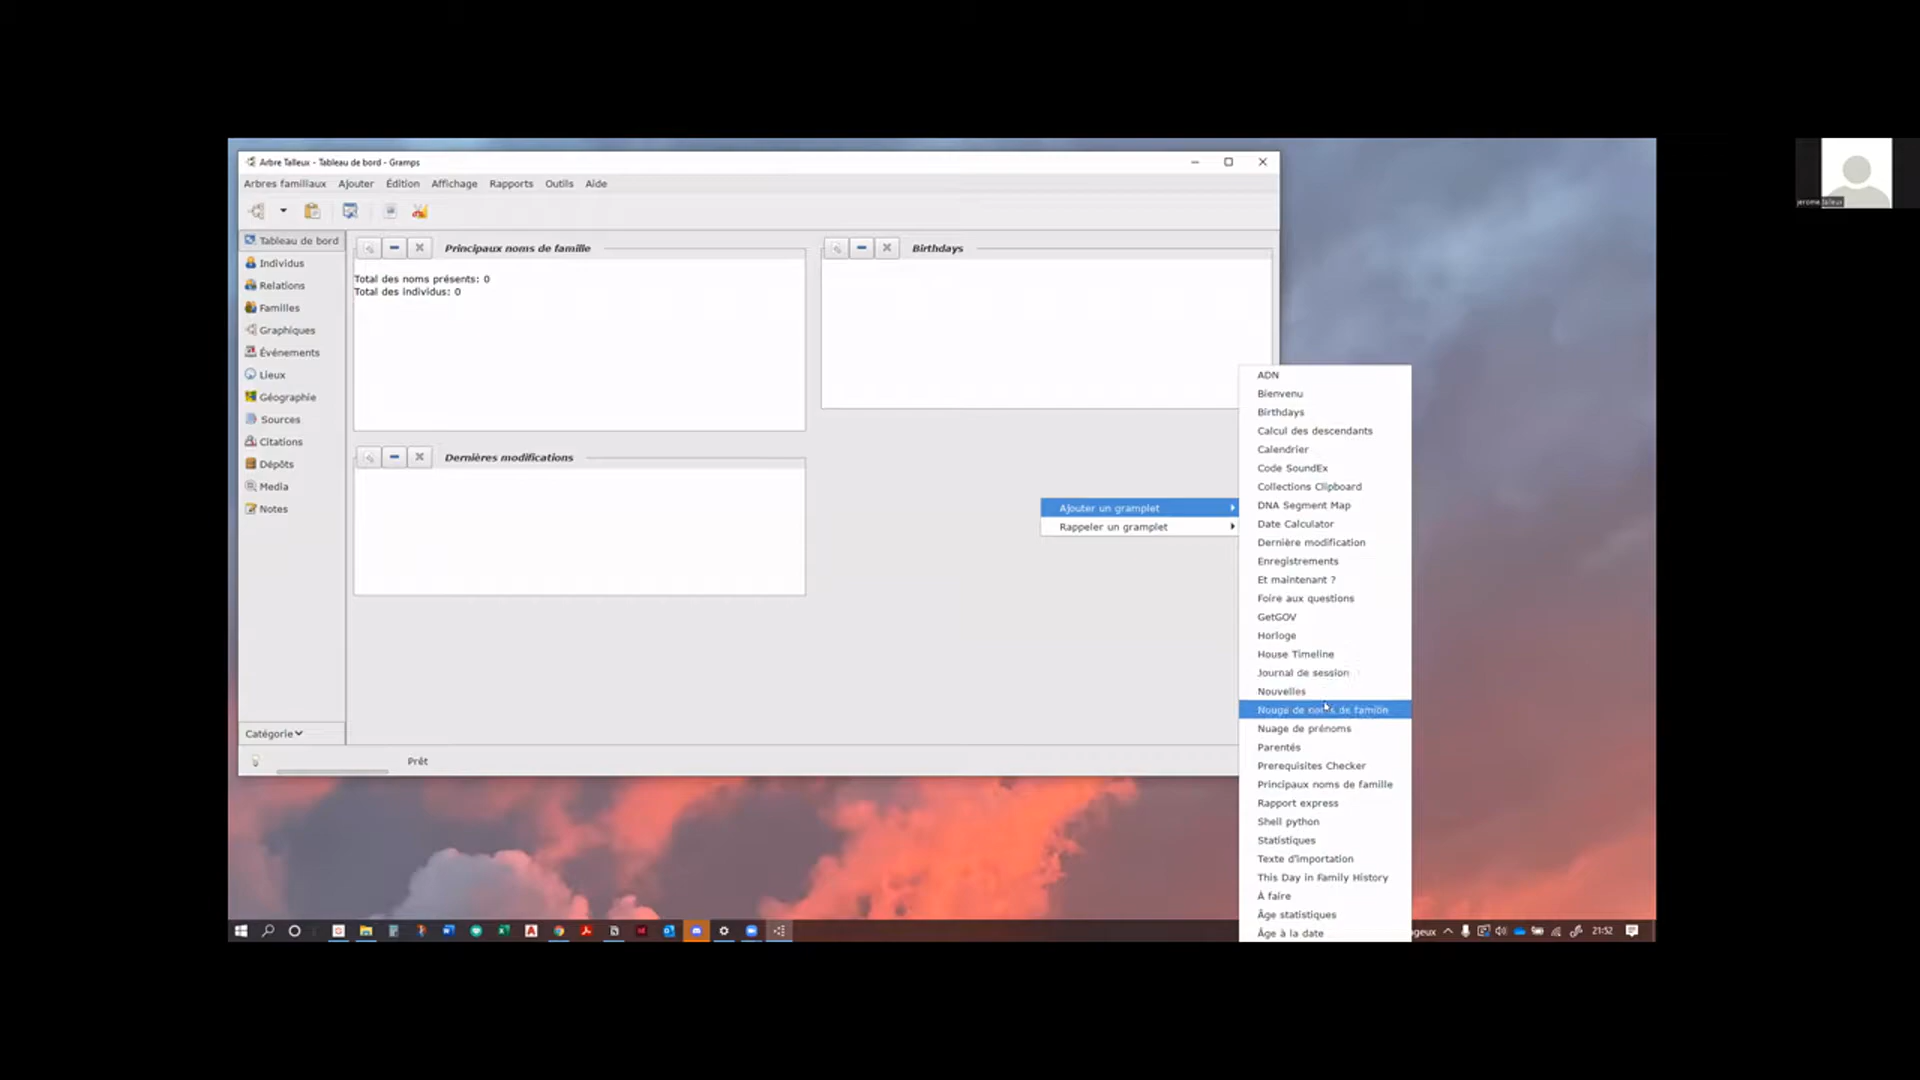 Arbre Talleux - Tableau de bord - Gramps
Arbres familiaux Ajouter Édition Affichage Rapports Outils Aide
Tableau de bord
Individus
Relations
Familles
Graphiques
Événements
Lieux
Géographie
Sources
Citations
Dépôts
Media
Notes
Catégorie
Principaux noms de famille
Total des noms présents: 0
Total des individus: 0
Dernières modifications
Birthdays
Ajouter un gramplet
Rappeler un gramplet
ADN
Bienvenu
Birthdays
Calcul des descendants
Calendrier
Code SoundEx
Collections Clipboard
DNA Segment Map
Date Calculator
Dernière modification
Enregistrements
Et maintenant ?
Foire aux questions
GetGOV
Horloge
House Timeline
Journal de session
Nouvelles
de noms de
Nuage de prénoms
Parentés
Prerequisites Checker
Principaux noms de famille
Rapport express
Shell python
Statistiques
Texte d'importation
This Day in Family History
À faire
Âge statistiques
Âge à la date
Prêt
geux
21:52
jerome talleux